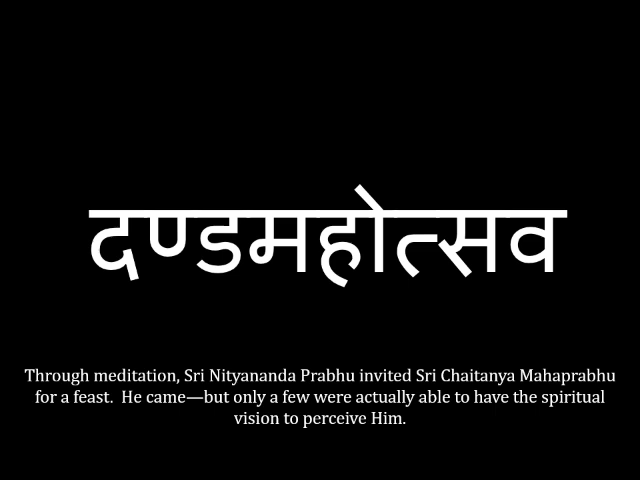 दण्डमहोत्सव
Through meditation, Sri Nityananda Prabhu invited Sri Chaitanya Mahaprabhu
for a feast.  He came—but only a few were actually able to have the spiritual
vision to perceive Him.